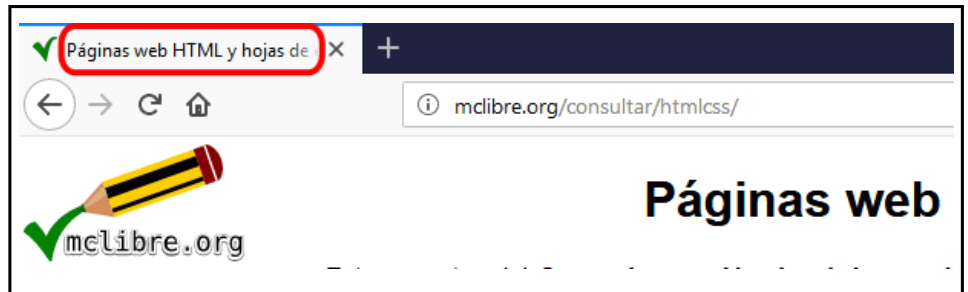 Páginas web HTML y hojas de
mclibre.org/consultar/htmlcss/
mclibre.org
Páginas web